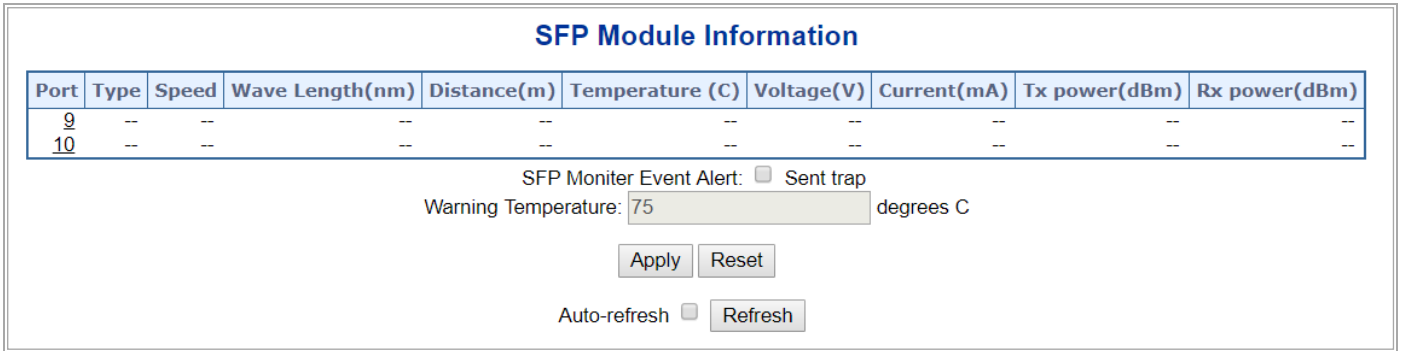 SFP Module Information
Port Type Speed Wave Length(nm) Distance(m) Temperature (C) Voltage(V) Current(mA) Tx power(dBm) Rx power(dBm)
9 -- -- -- -- -- -- -- -- --
10 -- -- -- -- -- -- -- -- --
SFP Moniter Event Alert: Sent trap
Warning Temperature: 75 degrees C
Apply Reset
Auto-refresh Refresh